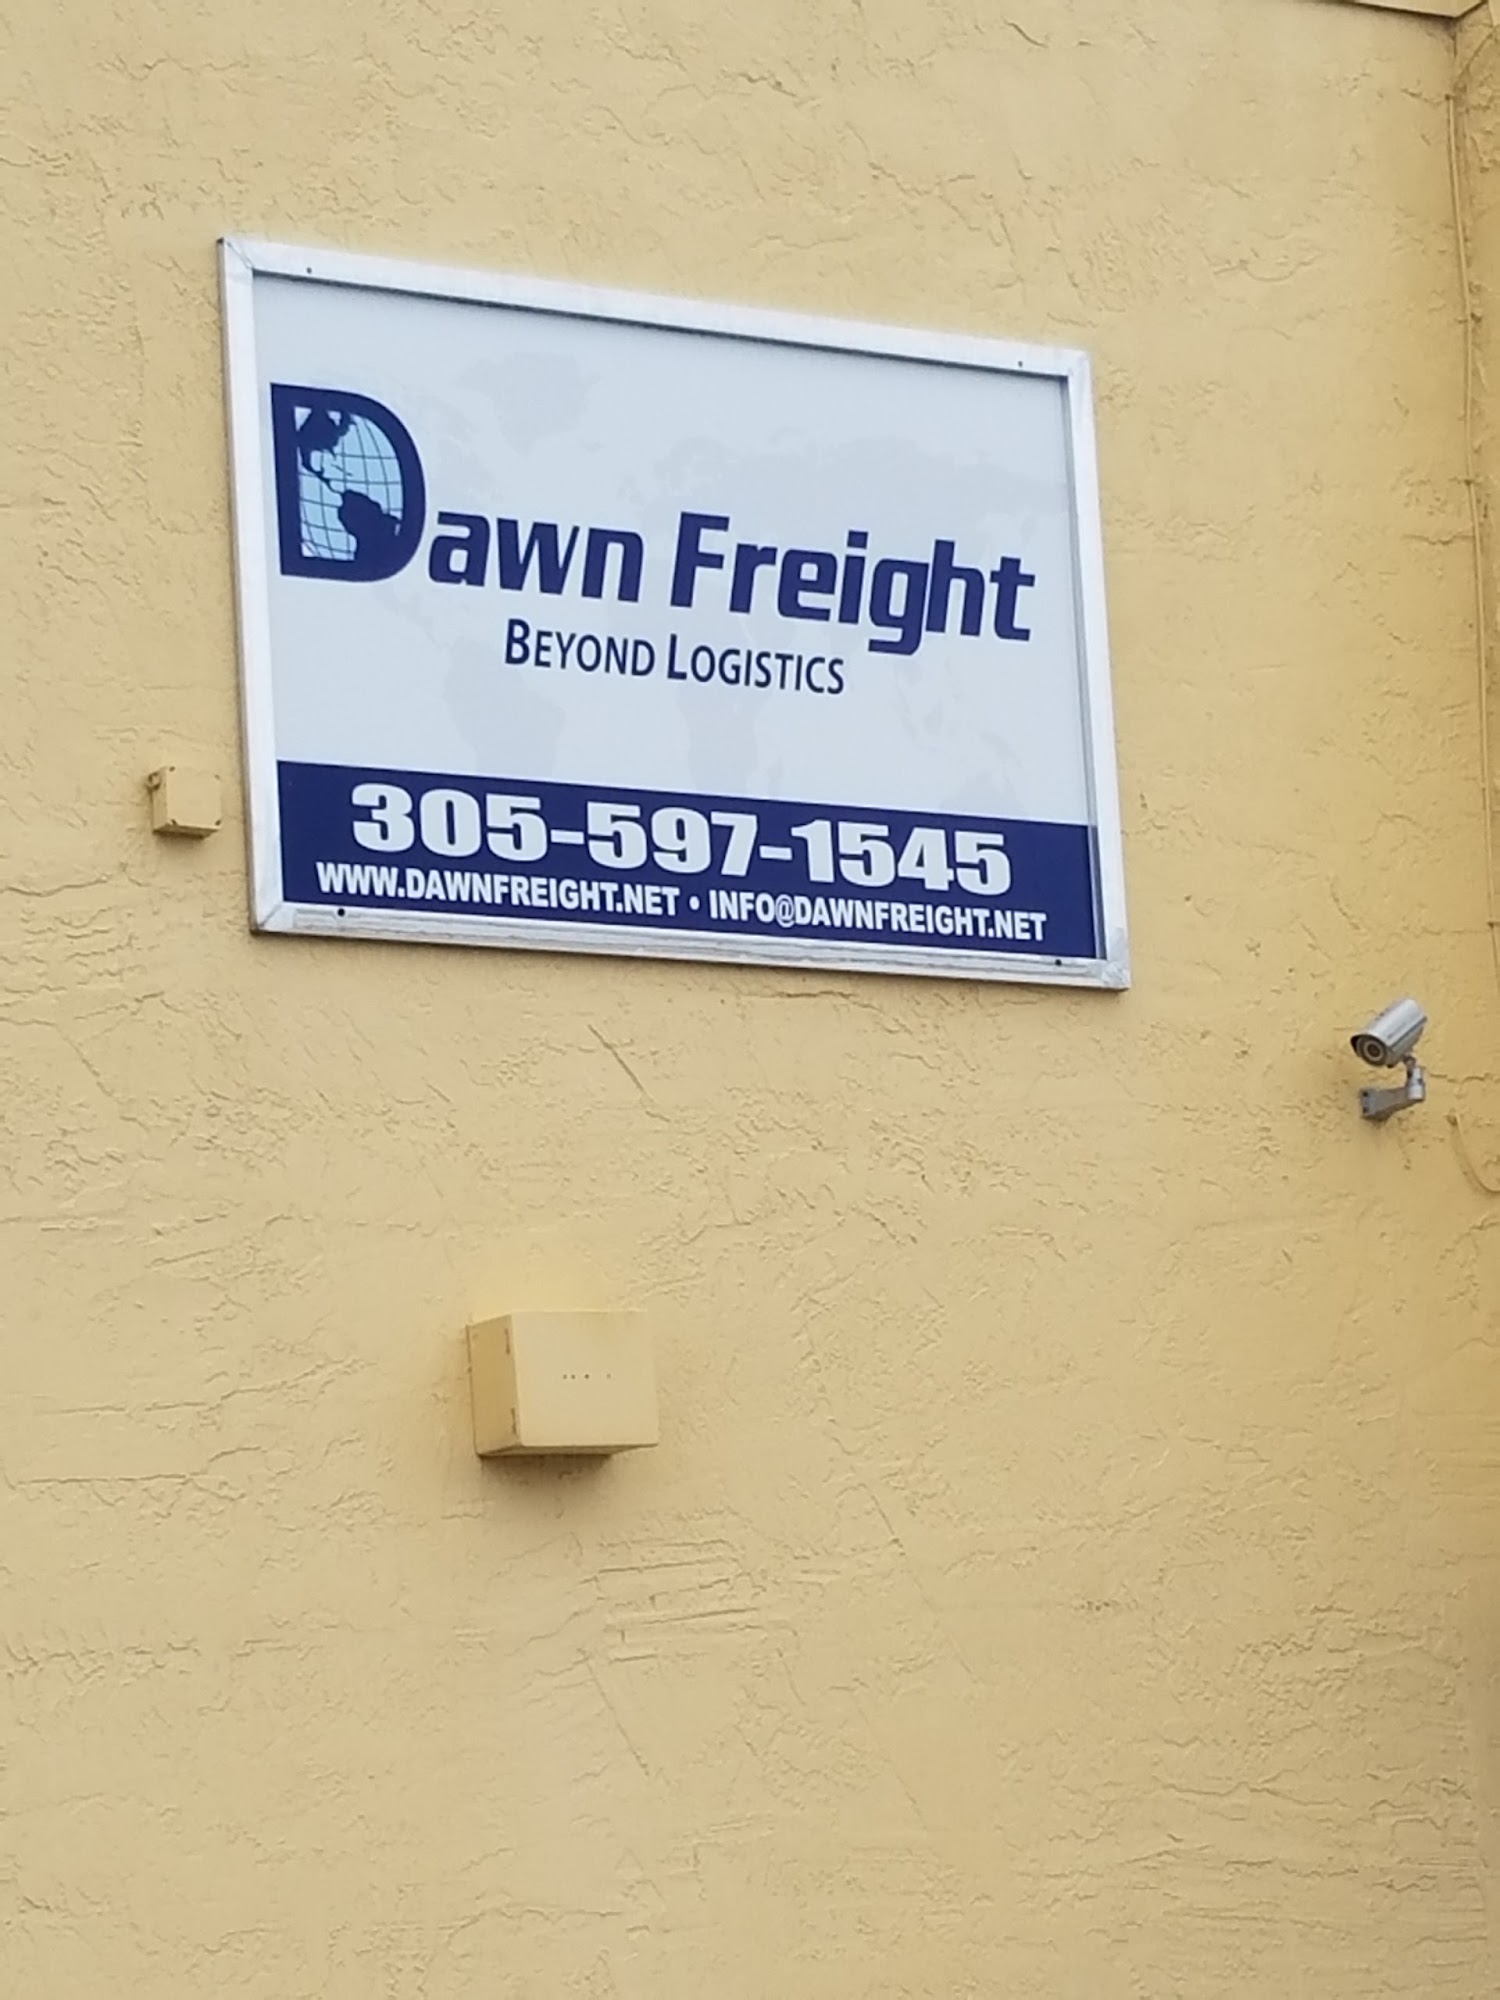 Dawn Freight
BEYOND LOGISTICS
305-597-1545
WWW.DAWNFREIGHT.NET • INFO@DAWNFREIGHT.NET